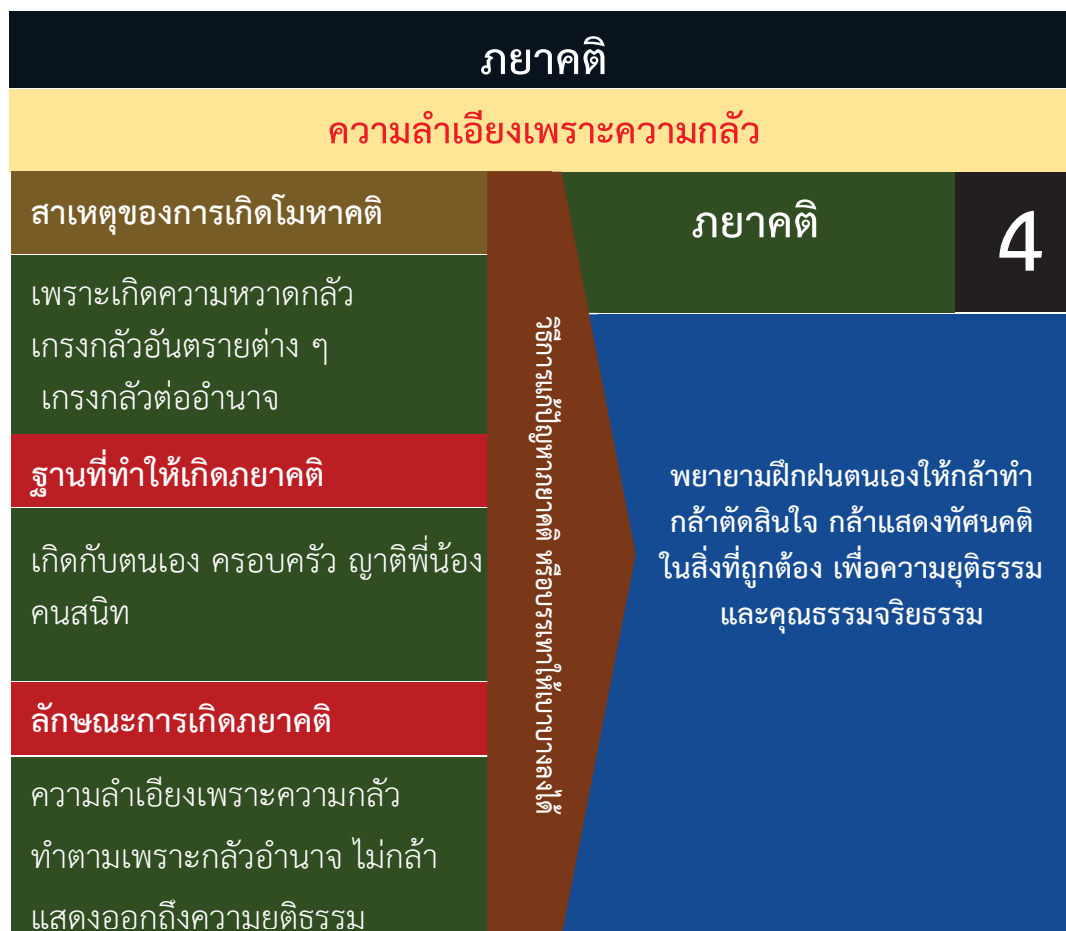 ภยาคติ
ความลำเอียงเพราะความกลัว
สาเหตุของการเกิดโมหาคติ
เพราะเกิดความหวาดกลัว
เกรงกลัวอันตรายต่าง ๆ
เกรงกลัวต่ออำนาจ
ฐานที่ทำให้เกิดภยาคติ
เกิดกับตนเอง ครอบครัว ญาติพี่น้อง
คนสนิท
ลักษณะการเกิดภยาคติ
ความลำเอียงเพราะความกลัว
ทำตามเพราะกลัวอำนาจ ไม่กล้า
แสดงออกถึงความยุติธรรม
วิธีการแก้ปัญหาภยาคติ หรือบรรเทาให้เบาบางลงได้
ภยาคติ
4
พยายามฝึกฝนตนเองให้กล้าทำ
กล้าตัดสินใจ กล้าแสดงทัศนคติ
ในสิ่งที่ถูกต้อง เพื่อความยุติธรรม
และคุณธรรมจริยธรรม